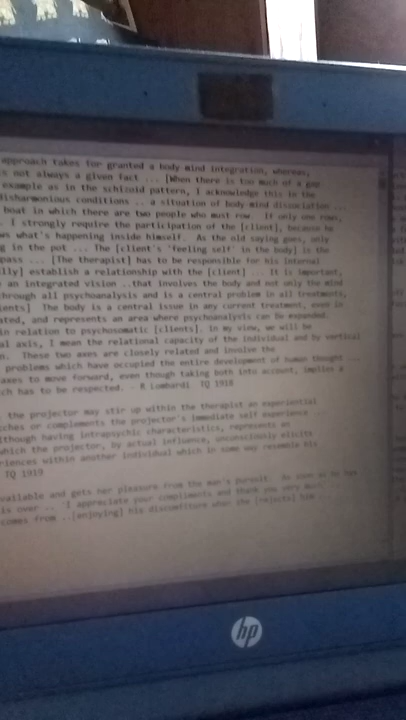 approach takes for granted a body mind integration, whereas,
s not always a given fact ... [When there is too much of a gap
example as in the schizoid pattern, I acknowledge this in the
disharmonious conditions .. a situation of body mind dissociation ...
boat in which there are two people who must row. If only one rows,
. I strongly require the participation of the [client], because he
ws what's happening inside himself. As the old saying goes, only
g in the pot ... The [client's 'feeling self' in the body] is the
pass ... [The therapist] has to be responsible for his internal
lly] establish a relationship with the [client] ... It is important,
e an integrated vision ..that involves the body and not only the mind
through all psychoanalysis and is a central problem in all treatments,
ients] The body is a central issue in any current treatment, even in
ated, and represents an area where psychoanalysis can be expanded.
in relation to psychosomatic [clients]. In my view, we will be
al axis, I mean the relational capacity of the individual and by vertical
n. These two axes are closely related and involve the
problems which have occupied the entire development of human thought ...
axes to move forward, even though taking both into account, implies a
ch has to be respected. - R Lombardi TQ 1918
the projector may stir up within the therapist an experiential
ches or complements the projector's immediate self experience
lthough having intrapsychic characteristics, represents an
which the projector, by actual influence, unconsciously elicits
riences within another individual which in some way resemble his
TQ 1919
available and gets her pleasure from the man's pursuit. As soon as he has
is over .. 'I appreciate your compliments and thank you very much'
comes from ..[enjoying] his discomfiture when she [rejects] him
hp